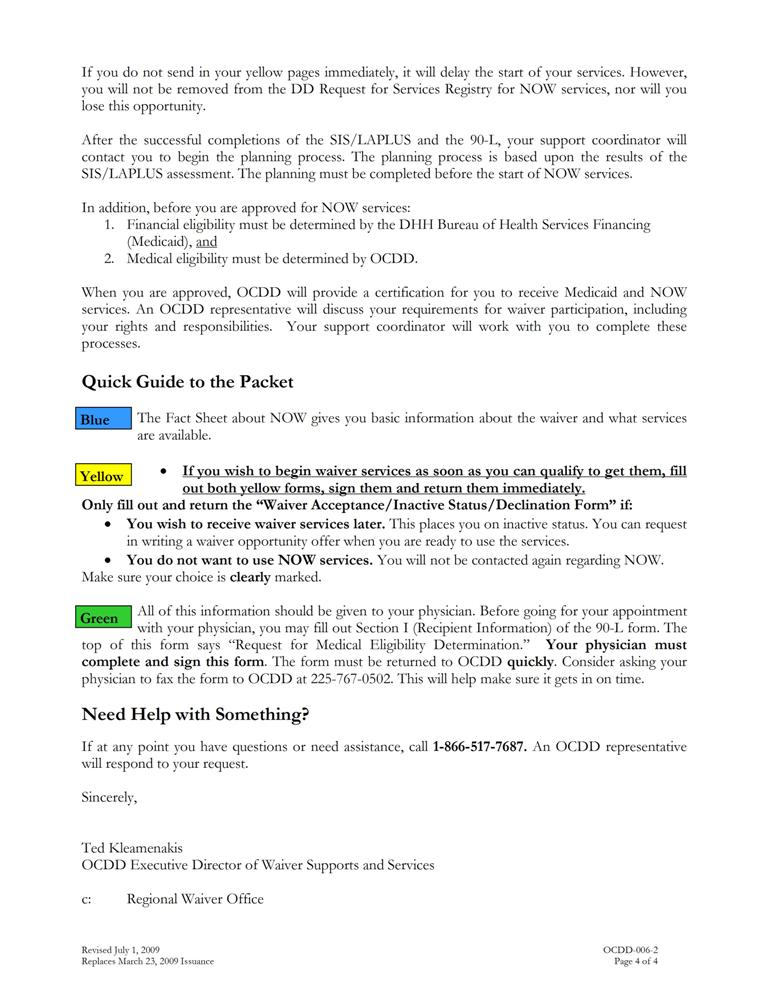 If you do not send in your yellow pages immediately, it will delay the start of your services. However,
you will not be removed from the DD Request for Services Registry for NOW services, nor will you
lose this opportunity.
After the successful completions of the SIS/LAPLUS and the 90-L, your support coordinator will
contact you to begin the planning process. The planning process is based upon the results of the
SIS/LAPLUS assessment. The planning must be completed before the start of NOW services.
In addition, before you are approved for NOW services:
1. Financial eligibility must be determined by the DHH Bureau of Health Services Financing
(Medicaid), and
2. Medical eligibility must be determined by OCDD.
When you are approved, OCDD will provide a certification for you to receive Medicaid and NOW
services. An OCDD representative will discuss your requirements for waiver participation, including
your rights and responsibilities. Your support coordinator will work with you to complete these
processes.
Quick Guide to the Packet
Blue The Fact Sheet about NOW gives you basic information about the waiver and what services
are available.
Yellow • If you wish to begin waiver services as soon as you can qualify to get them, fill
out both yellow forms, sign them and return them immediately.
Only fill out and return the “Waiver Acceptance/Inactive Status/Declination Form” if:
• You wish to receive waiver services later. This places you on inactive status. You can request
in writing a waiver opportunity offer when you are ready to use the services.
• You do not want to use NOW services. You will not be contacted again regarding NOW.
Make sure your choice is clearly marked.
Green All of this information should be given to your physician. Before going for your appointment
with your physician, you may fill out Section I (Recipient Information) of the 90-L form. The
top of this form says “Request for Medical Eligibility Determination.” Your physician must
complete and sign this form. The form must be returned to OCDD quickly. Consider asking your
physician to fax the form to OCDD at 225-767-0502. This will help make sure it gets in on time.
Need Help with Something?
If at any point you have questions or need assistance, call 1-866-517-7687. An OCDD representative
will respond to your request.
Sincerely,
Ted Kleamenakis
OCDD Executive Director of Waiver Supports and Services
c: Regional Waiver Office
Revised July 1, 2009 OCDD-006-2
Replaces March 23, 2009 Issuance Page 4 of 4